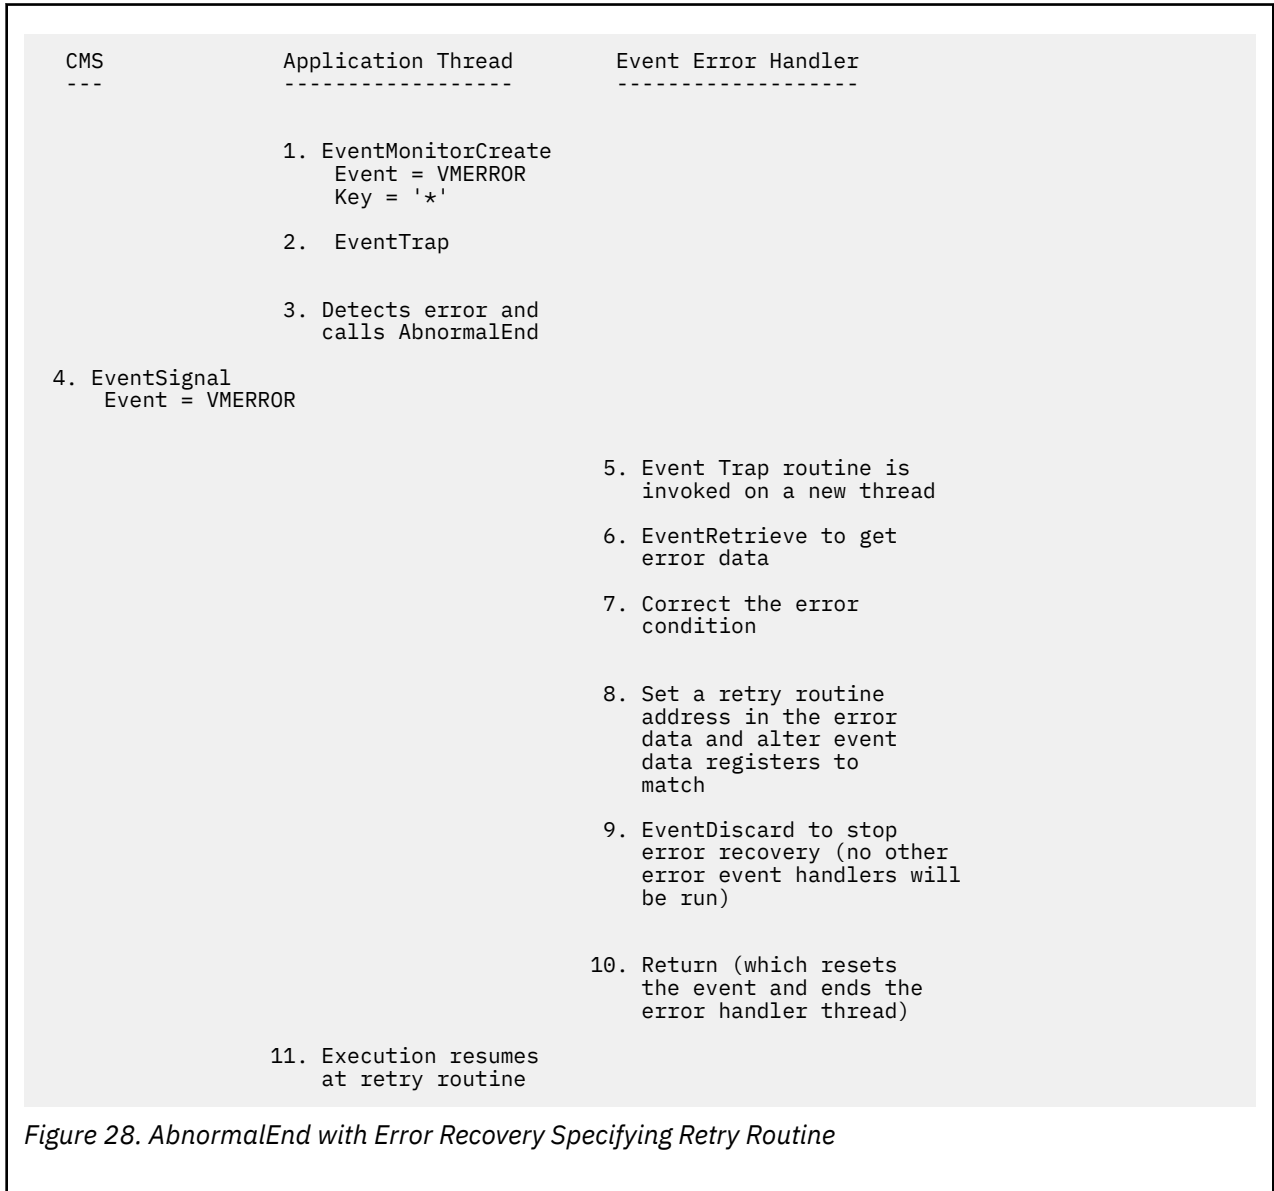 CMS Application Thread Event Error Handler
--- ------------------ -------------------
1. EventMonitorCreate
Event = VMERROR
Key = '*'
2. EventTrap
3. Detects error and
calls AbnormalEnd
4. EventSignal
Event = VMERROR
5. Event Trap routine is
invoked on a new thread
6. EventRetrieve to get
error data
7. Correct the error
condition
8. Set a retry routine
address in the error
data and alter event
data registers to
match
9. EventDiscard to stop
error recovery (no other
error event handlers will
be run)
10. Return (which resets
the event and ends the
error handler thread)
11. Execution resumes
at retry routine
Figure 28. AbnormalEnd with Error Recovery Specifying Retry Routine